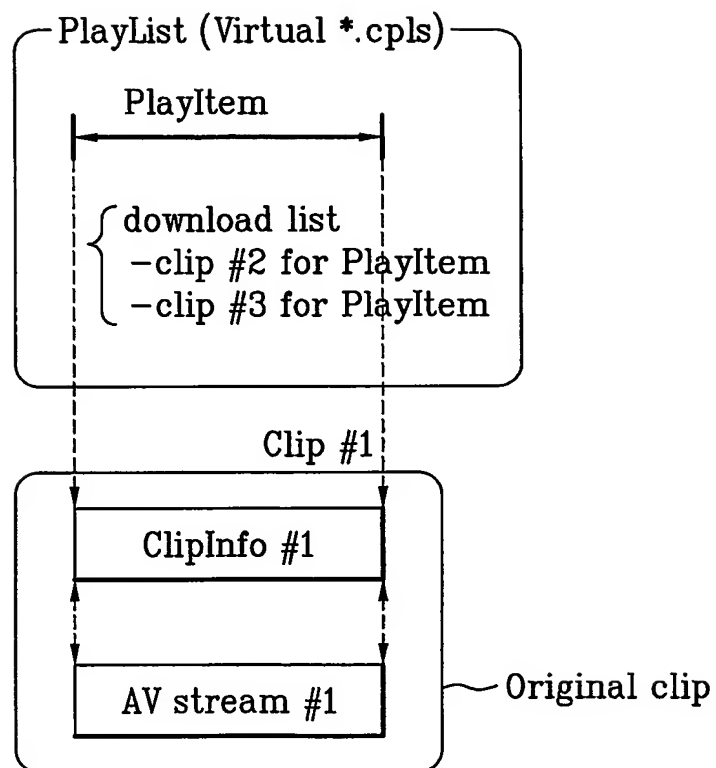 PlayList (Virtual *.cpls)
PlayItem
download list
-clip #2 for PlayItem
-clip #3 for PlayItem
Clip #1
ClipInfo #1
AV stream #1
Original clip